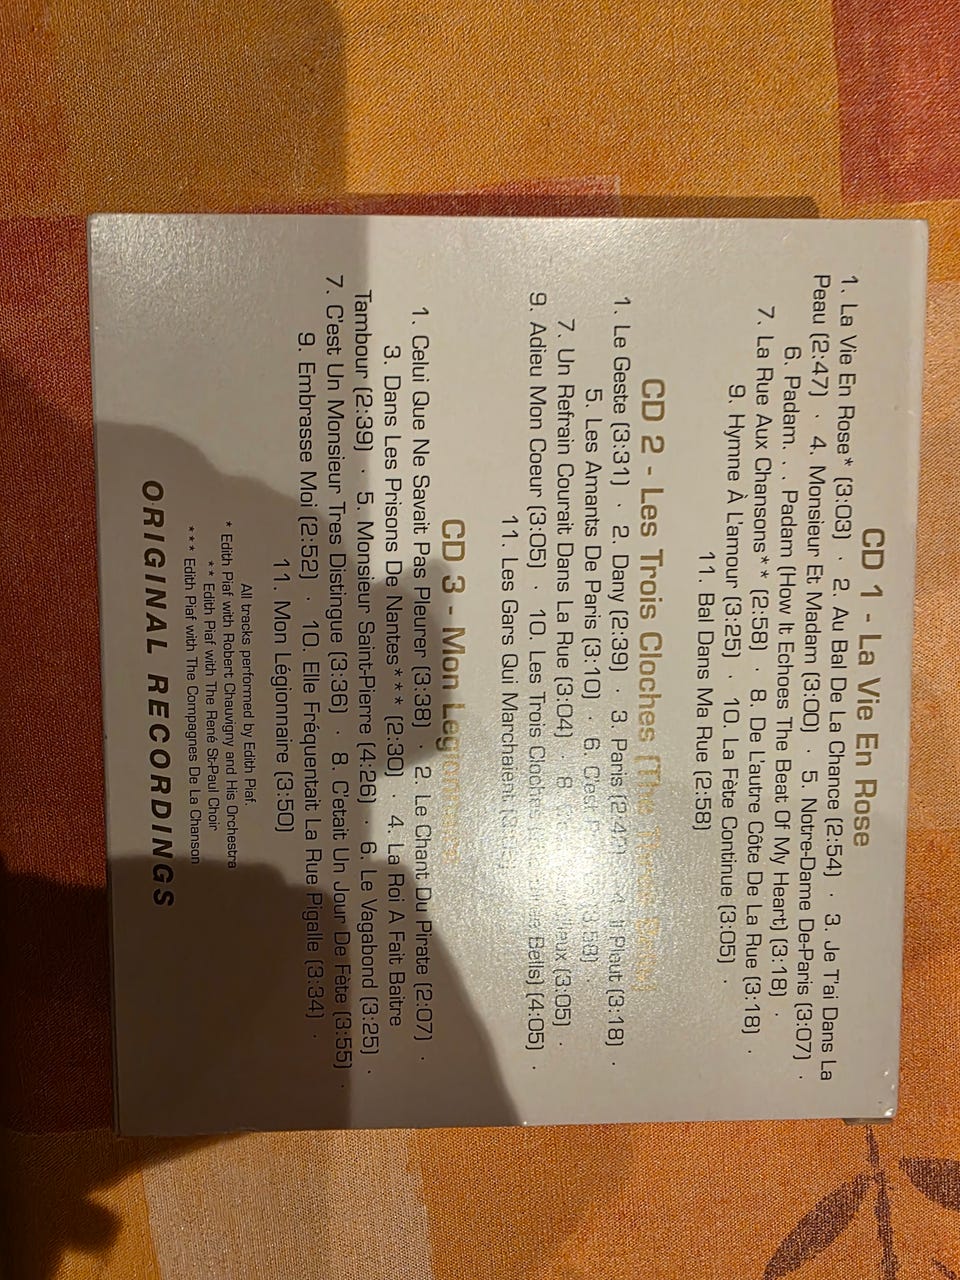 CD 1 - La Vie En Rose
1. La Vie En Rose* (3:03) · 2. Au Bal De La Chance (2:54) · 3. Je T'ai Dans La
Peau (2:47) · 4. Monsieur Et Madam (3:00) · 5. Notre-Dame De-Paris (3:07) ·
6. Padam. . . Padam (How It Echoes The Beat Of My Heart) (3:18) ·
7. La Rue Aux Chansons** (2:58) · 8. De L'autre Côte De La Rue (3:18) ·
9. Hymne À L'amour (3:25) · 10. La Fète Continue (3:05) ·
11. Bal Dans Ma Rue (2:58)
CD 2 - Les Trois Cloches
1. Le Geste (3:31) · 2. Dany (2:39) · 3. Paris Pleut (3:18) ·
5. Les Amants De Paris (3:10) · 6. C'est
7. Un Refrain Courait Dans La Rue (3:04) · 8 (3:05) ·
9. Adieu Mon Coeur (3:05) · 10. Les Trois Bells) (4:05) ·
11. Les Gars Qui Marchaient
CD 3 - Mon
1. Celui Que Ne Savait Pas Pleurer (3:38) · 2. Le Chant Du Pirate (2:07) ·
3. Dans Les Prisons De Nantes*** (2:30) · 4. La Roi A Fait Baitre
Tambour (2:39) · 5. Monsieur Saint-Pierre (4:26) · 6. Le Vagabond (3:25) ·
7. C'est Un Monsieur Tres Distingue (3:36) · 8. C'etait Un Jour De Fète (3:55) ·
9. Embrasse Moi (2:52) · 10. Elle Fréquentait La Rue Pigalle (3:34) ·
11. Mon Légionnaire (3:50)
All tracks performed by Edith Piaf.
* Edith Piaf with Robert Chauvigny and His Orchestra
** Edith Piaf with The René St-Paul Choir
*** Edith Piaf with The Compagnes De La Chanson
ORIGINAL RECORDINGS